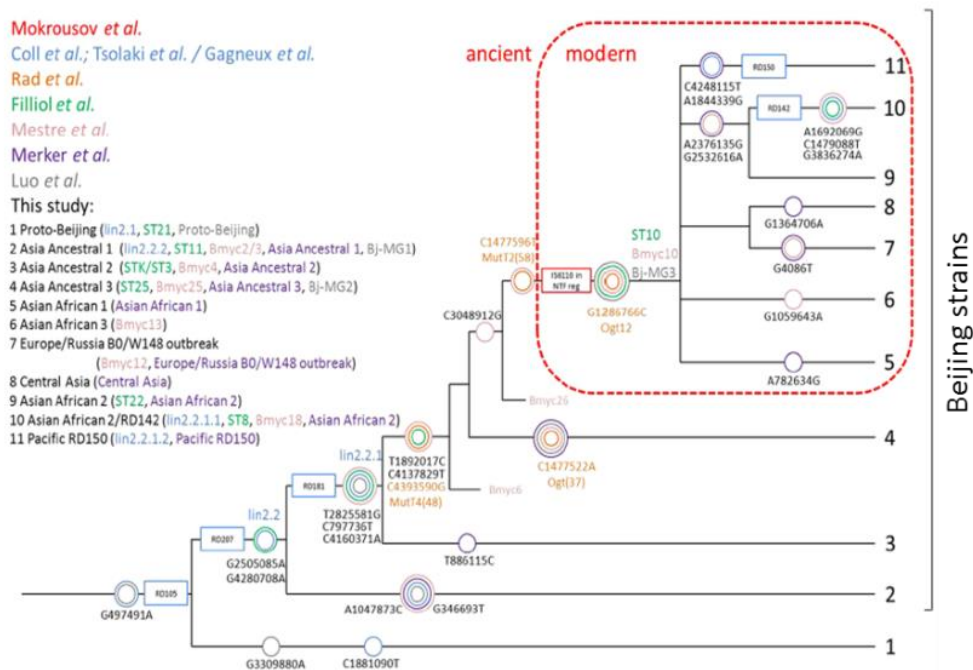 Mokrousov et al.
Coll et al.; Tsolaki et al. / Gagneux et al.
Rad et al.
Filliol et al.
Mestre et al.
Merker et al.
Luo et al.
This study:
1 Proto-Beijing (lin2.1, ST21, Proto-Beijing)
2 Asia Ancestral 1 (lin2.2.2, ST11, Bmyc2/3, Asia Ancestral 1, Bj-MG1)
3 Asia Ancestral 2 (STK/ST3, Bmyc4, Asia Ancestral 2)
4 Asia Ancestral 3 (ST25, Bmyc25, Asia Ancestral 3, Bj-MG2)
5 Asian African 1 (Asian African 1)
6 Asian African 3 (Bmyc13)
7 Europe/Russia B0/W148 outbreak
(Bmyc12, Europe/Russia B0/W148 outbreak)
8 Central Asia (Central Asia)
9 Asian African 2 (ST22, Asian African 2)
10 Asian African 2/RD142 (lin2.2.1.1, ST8, Bmyc18, Asian African 2)
11 Pacific RD150 (lin2.2.1.2, Pacific RD150)
ancient
modern
C4248115T
A1844339G
RD150
11
A2376135G
G2532616A
RD142
A1692069G
C1479088T
G3836274A
10
9
G1364706A
8
G4086T
7
G1059643A
6
A782634G
5
ST10
Bmyc10
Bj-MG3
IS6110 in
NTF reg
G1286766C
Ogt12
MutT2(58)
C3048912G
Bmyc26
C1477522A
Ogt(37)
4
lin2.2.1
T1892017C
C4137829T
C4393590G
MutT4(48)
Bmyc6
RD181
T2825581G
C797736T
C4160371A
T886115C
3
lin2.2
RD207
G2505085A
G4280708A
A1047873C
G346693T
2
G497491A
RD105
G3309880A
C1881090T
1
Beijing strains